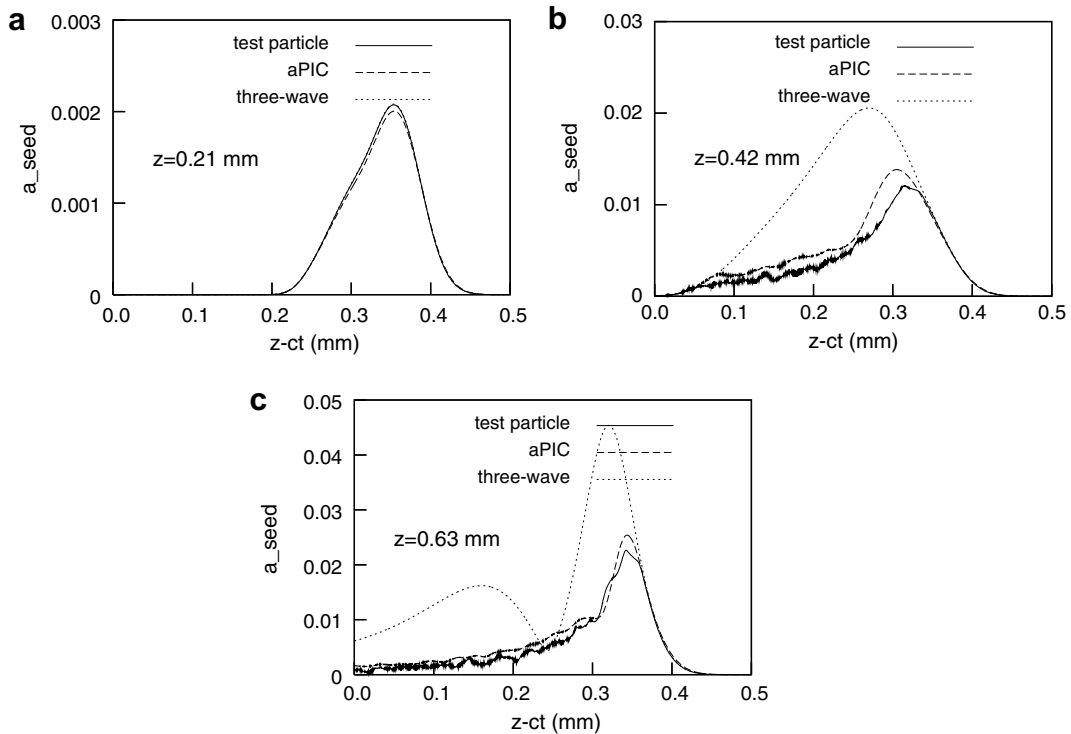 a
0.003
0.002
0.001
0
a_seed
test particle
aPIC
three-wave
z=0.21 mm
0.0 0.1 0.2 0.3 0.4 0.5
z-ct (mm)
b
0.03
0.02
0.01
0
a_seed
test particle
aPIC
three-wave
z=0.42 mm
0.0 0.1 0.2 0.3 0.4 0.5
z-ct (mm)
c
0.05
0.04
0.03
0.02
0.01
0
a_seed
test particle
aPIC
three-wave
z=0.63 mm
0.0 0.1 0.2 0.3 0.4 0.5
z-ct (mm)